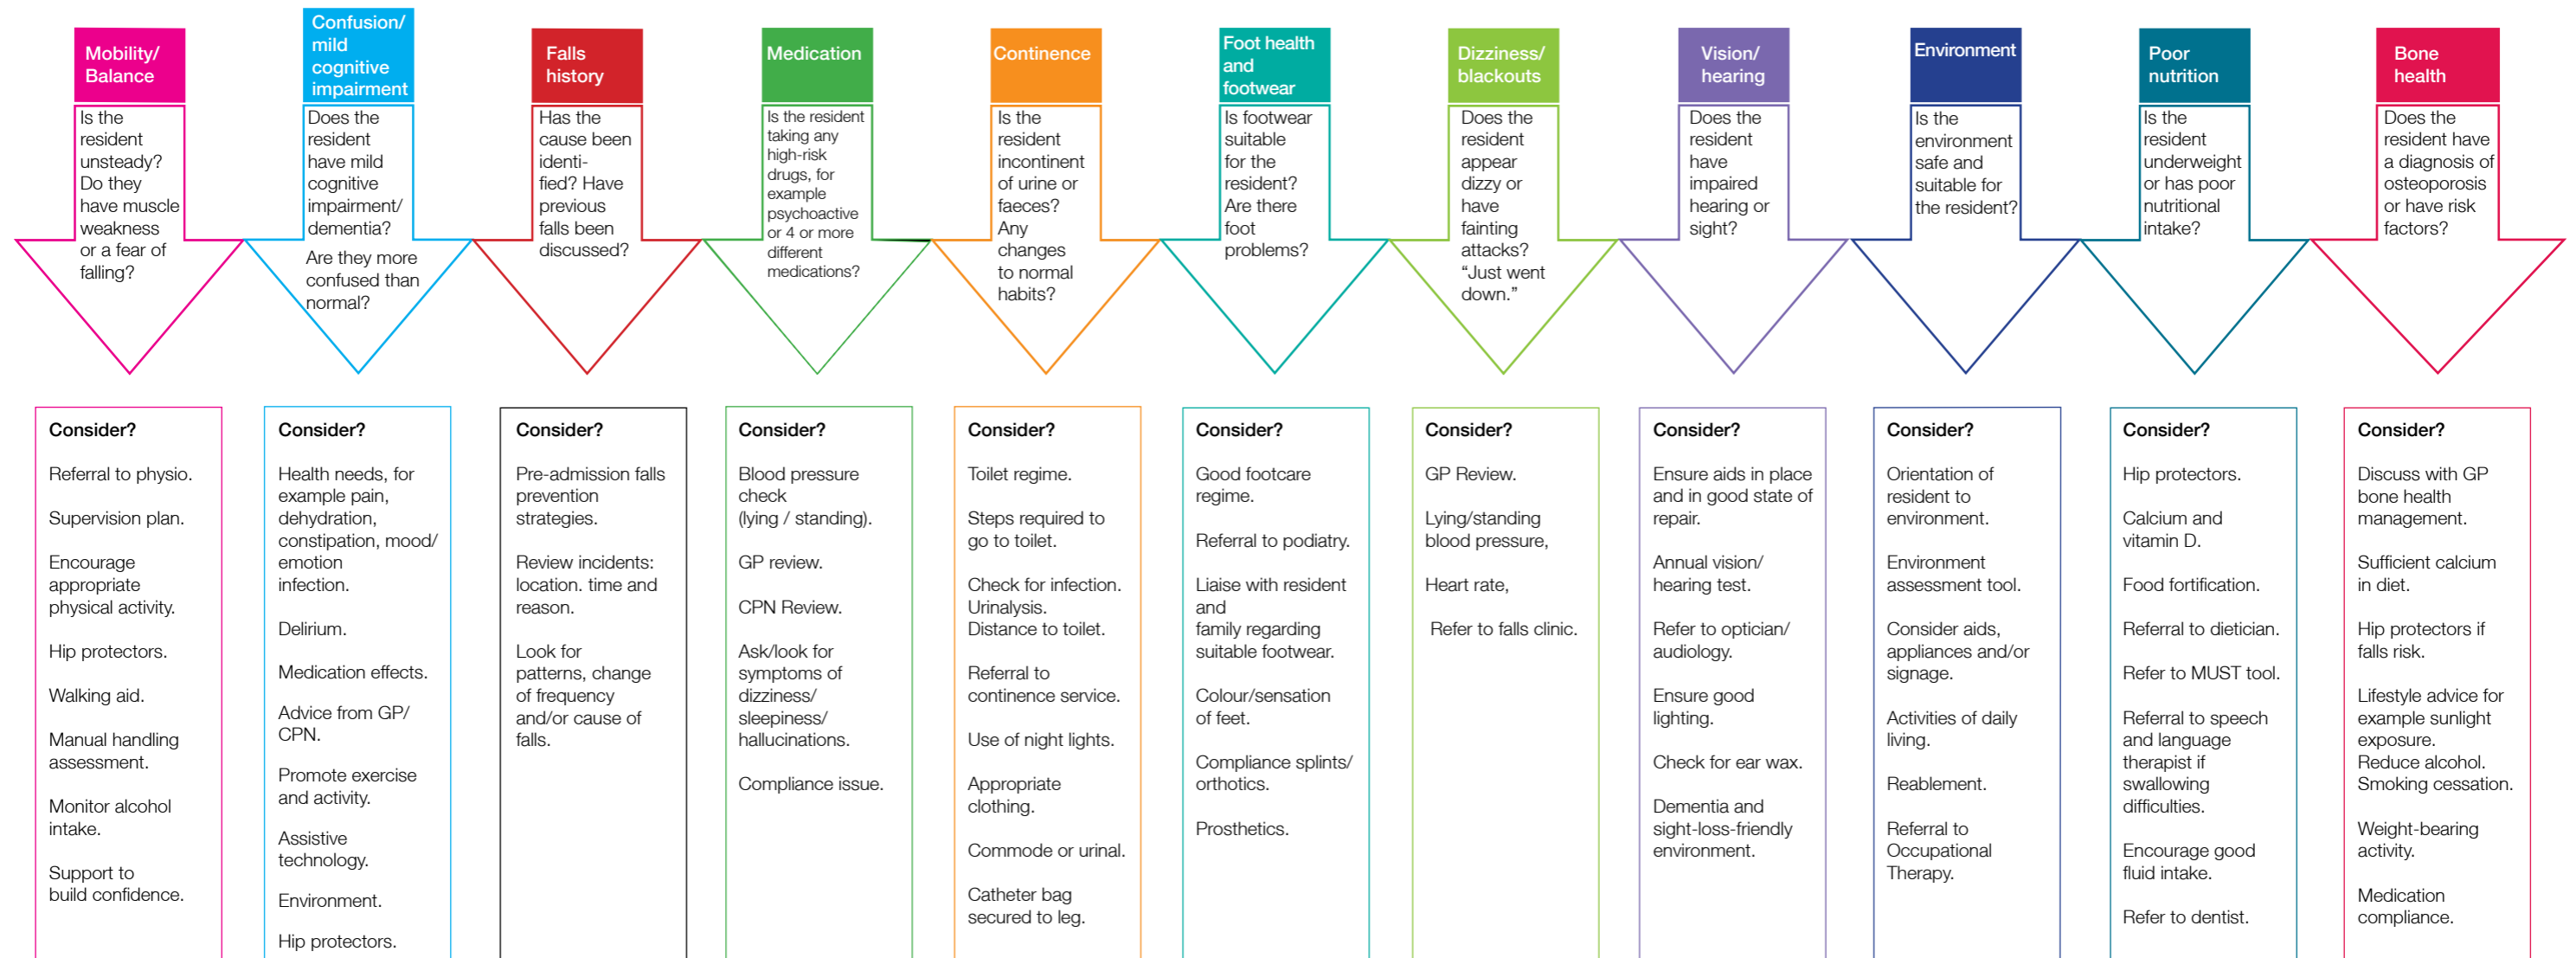 Mobility/
Balance
Is the
resident
unsteady?
Do they
have muscle
weakness
or a fear of
falling?
Consider?
Referral to physio.
Supervision plan.
Encourage
appropriate
physical activity.
Hip protectors.
Walking aid.
Manual handling
assessment.
Monitor alcohol
intake.
Support to
build confidence.
Confusion/
mild
cognitive
impairment
Does the
resident
have mild
cognitive
impairment/
dementia?
Are they more
confused than
normal?
Consider?
Health needs, for
example pain,
dehydration,
constipation, mood/
emotion
infection.
Delirium.
Medication effects.
Advice from GP/
CPN.
Promote exercise
and activity.
Assistive
technology.
Environment.
Hip protectors.
Falls
history
Has the
cause been
identi-
fied? Have
previous
falls been
discussed?
Consider?
Pre-admission falls
prevention
strategies.
Review incidents:
location. time and
reason.
Look for
patterns, change
of frequency
and/or cause of
falls.
Medication
Is the resident
taking any
high-risk
drugs, for
example
psychoactive
or 4 or more
different
medications?
Consider?
Blood pressure
check
(lying / standing).
GP review.
CPN Review.
Ask/look for
symptoms of
dizziness/
sleepiness/
hallucinations.
Compliance issue.
Continence
Is the
resident
incontinent
of urine or
faeces?
Any
changes
to normal
habits?
Consider?
Toilet regime.
Steps required to
go to toilet.
Check for infection.
Urinalysis.
Distance to toilet.
Referral to
continence service.
Use of night lights.
Appropriate
clothing.
Commode or urinal.
Catheter bag
secured to leg.
Foot health
and
footwear
Is footwear
suitable
for the
resident?
Are there
foot
problems?
Consider?
Good footcare
regime.
Referral to podiatry.
Liaise with resident
and
family regarding
suitable footwear.
Colour/sensation
of feet.
Compliance splints/
orthotics.
Prosthetics.
Dizziness/
blackouts
Does the
resident
appear
dizzy or
have
fainting
attacks?
“Just went
down.”
Consider?
GP Review.
Lying/standing
blood pressure,
Heart rate,
Refer to falls clinic.
Vision/
hearing
Does the
resident
have
impaired
hearing or
sight?
Consider?
Ensure aids in place
and in good state of
repair.
Annual vision/
hearing test.
Refer to optician/
audiology.
Ensure good
lighting.
Check for ear wax.
Dementia and
sight-loss-friendly
environment.
Environment
Is the
environment
safe and
suitable for
the resident?
Consider?
Orientation of
resident to
environment.
Environment
assessment tool.
Consider aids,
appliances and/or
signage.
Activities of daily
living.
Reablement.
Referral to
Occupational
Therapy.
Poor
nutrition
Is the
resident
underweight
or has poor
nutritional
intake?
Consider?
Hip protectors.
Calcium and
vitamin D.
Food fortification.
Referral to dietician.
Refer to MUST tool.
Referral to speech
and language
therapist if
swallowing
difficulties.
Encourage good
fluid intake.
Refer to dentist.
Bone
health
Does the
resident have
a diagnosis of
osteoporosis
or have risk
factors?
Consider?
Discuss with GP
bone health
management.
Sufficient calcium
in diet.
Hip protectors if
falls risk.
Lifestyle advice for
example sunlight
exposure.
Reduce alcohol.
Smoking cessation.
Weight-bearing
activity.
Medication
compliance.